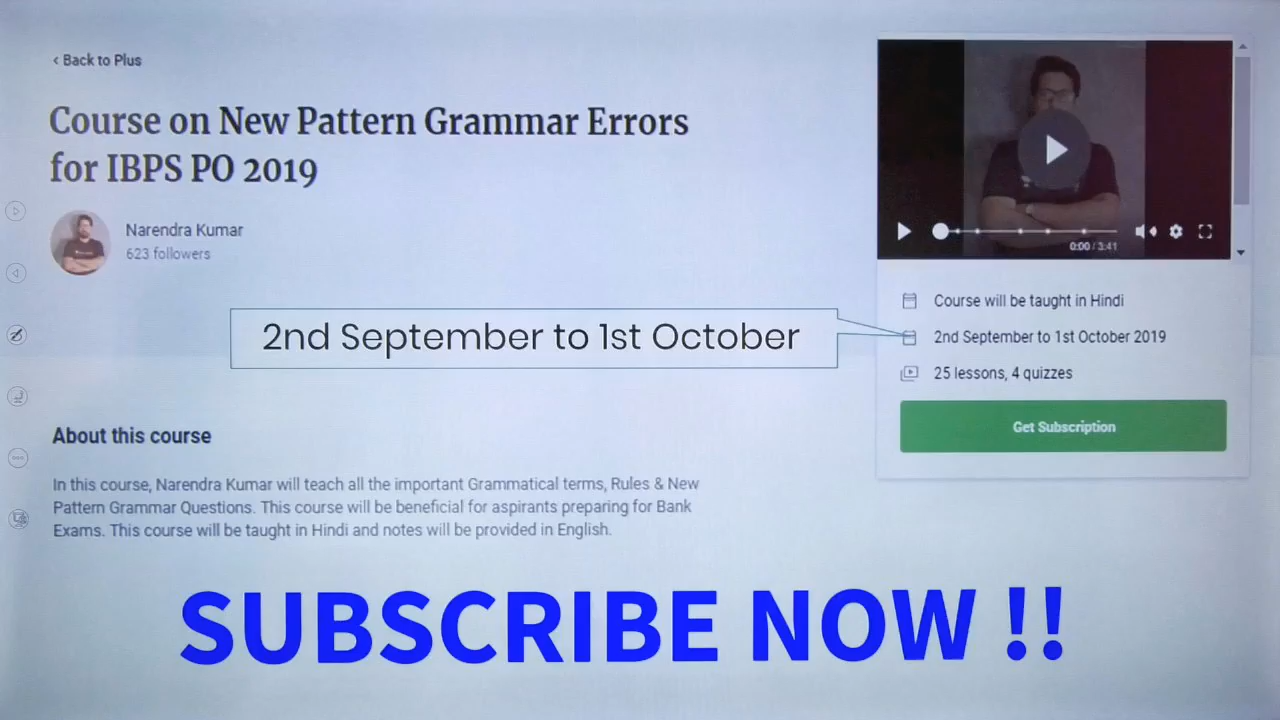 ‹ Back to Plus
Course on New Pattern Grammar Errors
for IBPS PO 2019
Narendra Kumar
623 followers
0:00 / 3:41
Course will be taught in Hindi
2nd September to 1st October
2nd September to 1st October 2019
25 lessons, 4 quizzes
Get Subscription
About this course
In this course, Narendra Kumar will teach all the important Grammatical terms, Rules & New
Pattern Grammar Questions. This course will be beneficial for aspirants preparing for Bank
Exams. This course will be taught in Hindi and notes will be provided in English.
SUBSCRIBE NOW !!